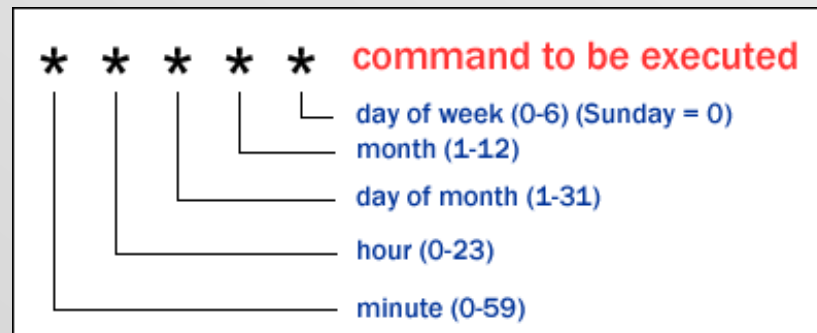 * * * * * command to be executed
day of week (0-6) (Sunday = 0)
month (1-12)
day of month (1-31)
hour (0-23)
minute (0-59)